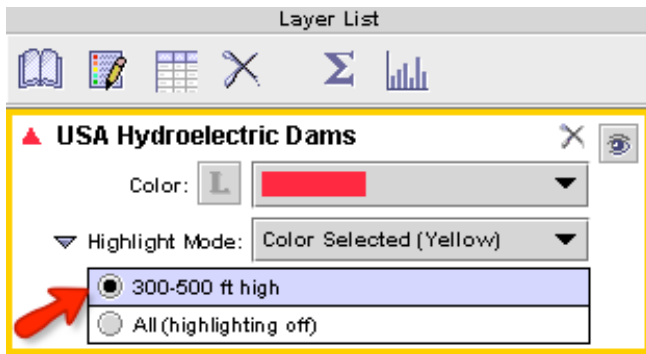 Layer List
Σ
USA Hydroelectric Dams
Color: L
Highlight Mode: Color Selected (Yellow)
300-500 ft high
All (highlighting off)